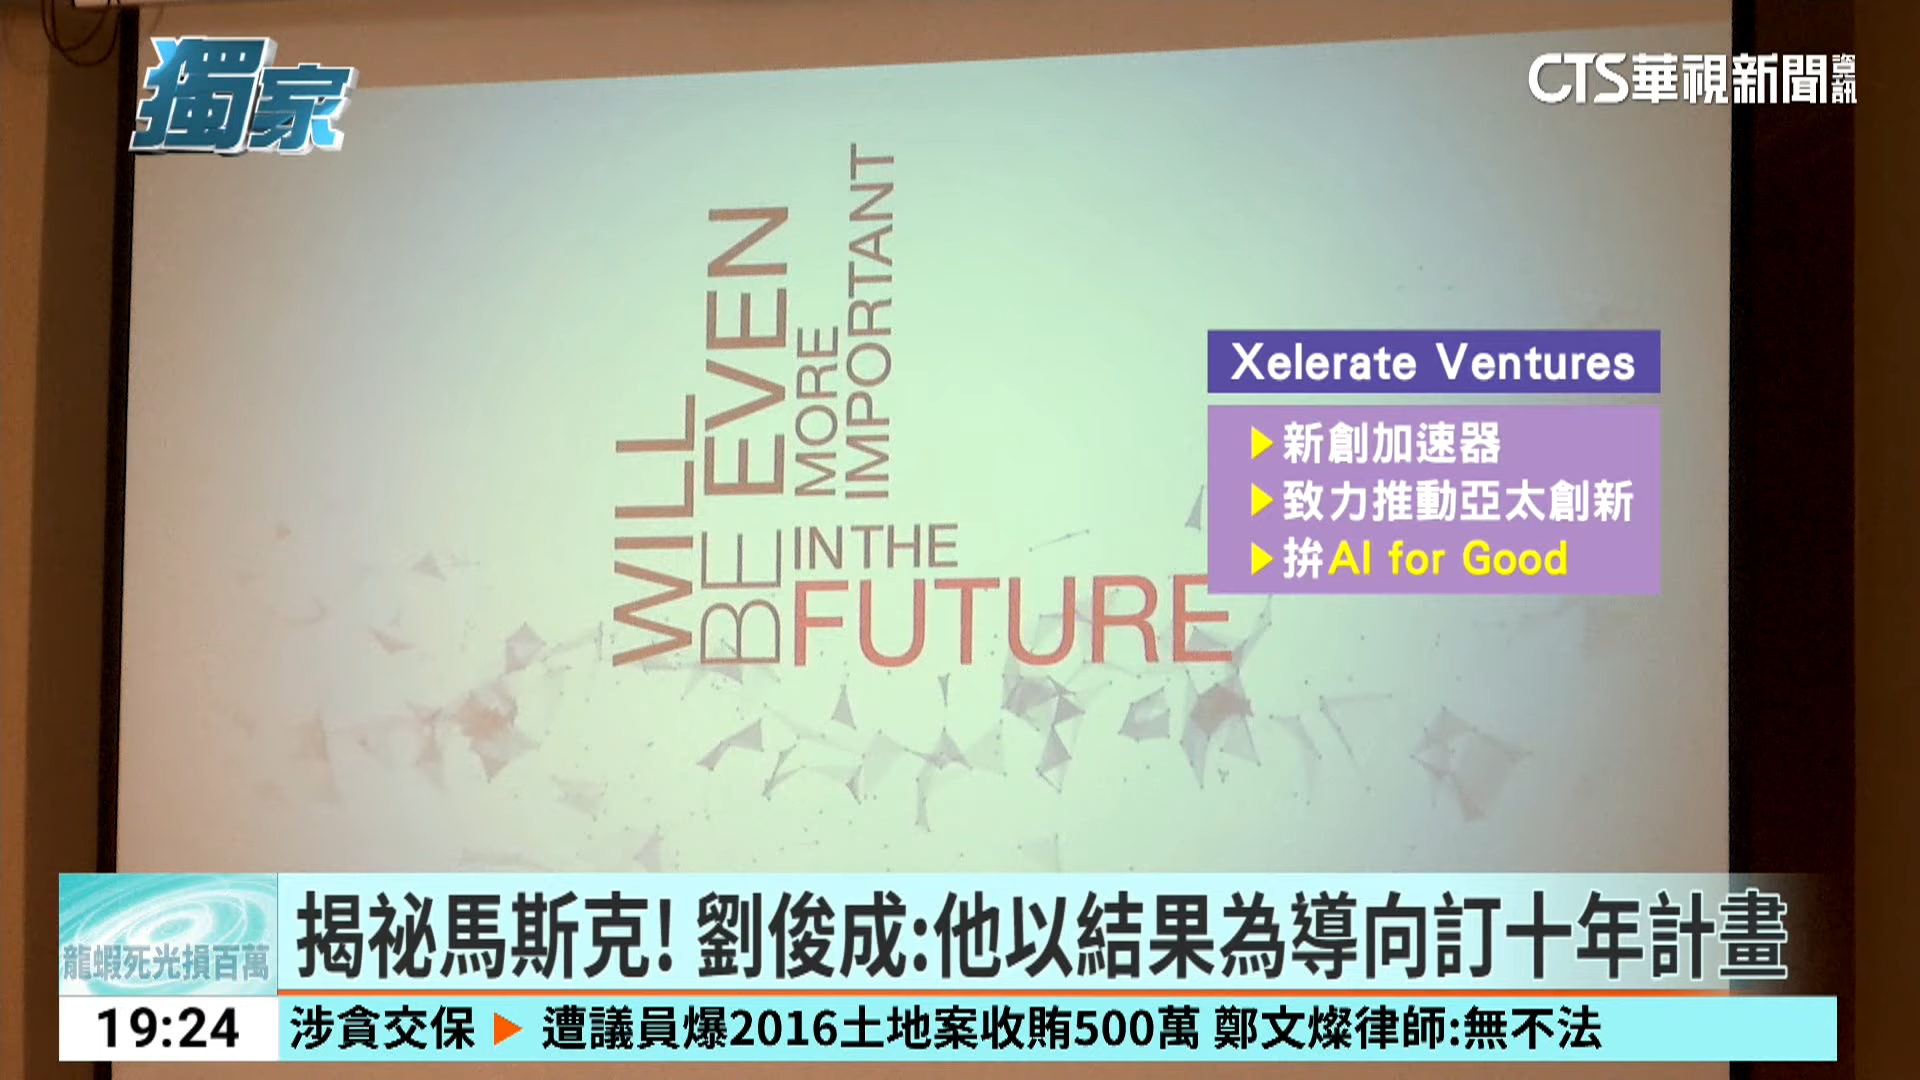 獨家
CTS華視新聞資訊
WILL
BE EVEN
MORE
IMPORTANT
IN THE
FUTURE
Xelerate Ventures
▶新創加速器
▶致力推動亞太創新
▶拚AI for Good
龍蝦死光損百萬
揭祕馬斯克! 劉俊成:他以結果為導向訂十年計畫
19:24
涉貪交保▶遭議員爆2016土地案收賄500萬 鄭文燦律師:無不法